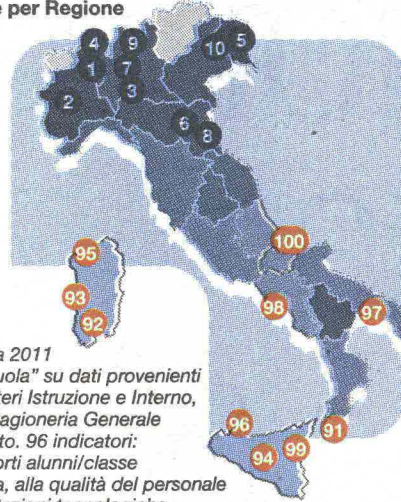 e per Regione
4 9 10 5
1 7
2 3
6 8
100
95
93 98 97
92
a 2011
uola" su dati provenienti
teri Istruzione e Interno,
agioneria Generale
to. 96 indicatori:
orti alunni/classe
a, alla qualità del personale
96 91
94 99